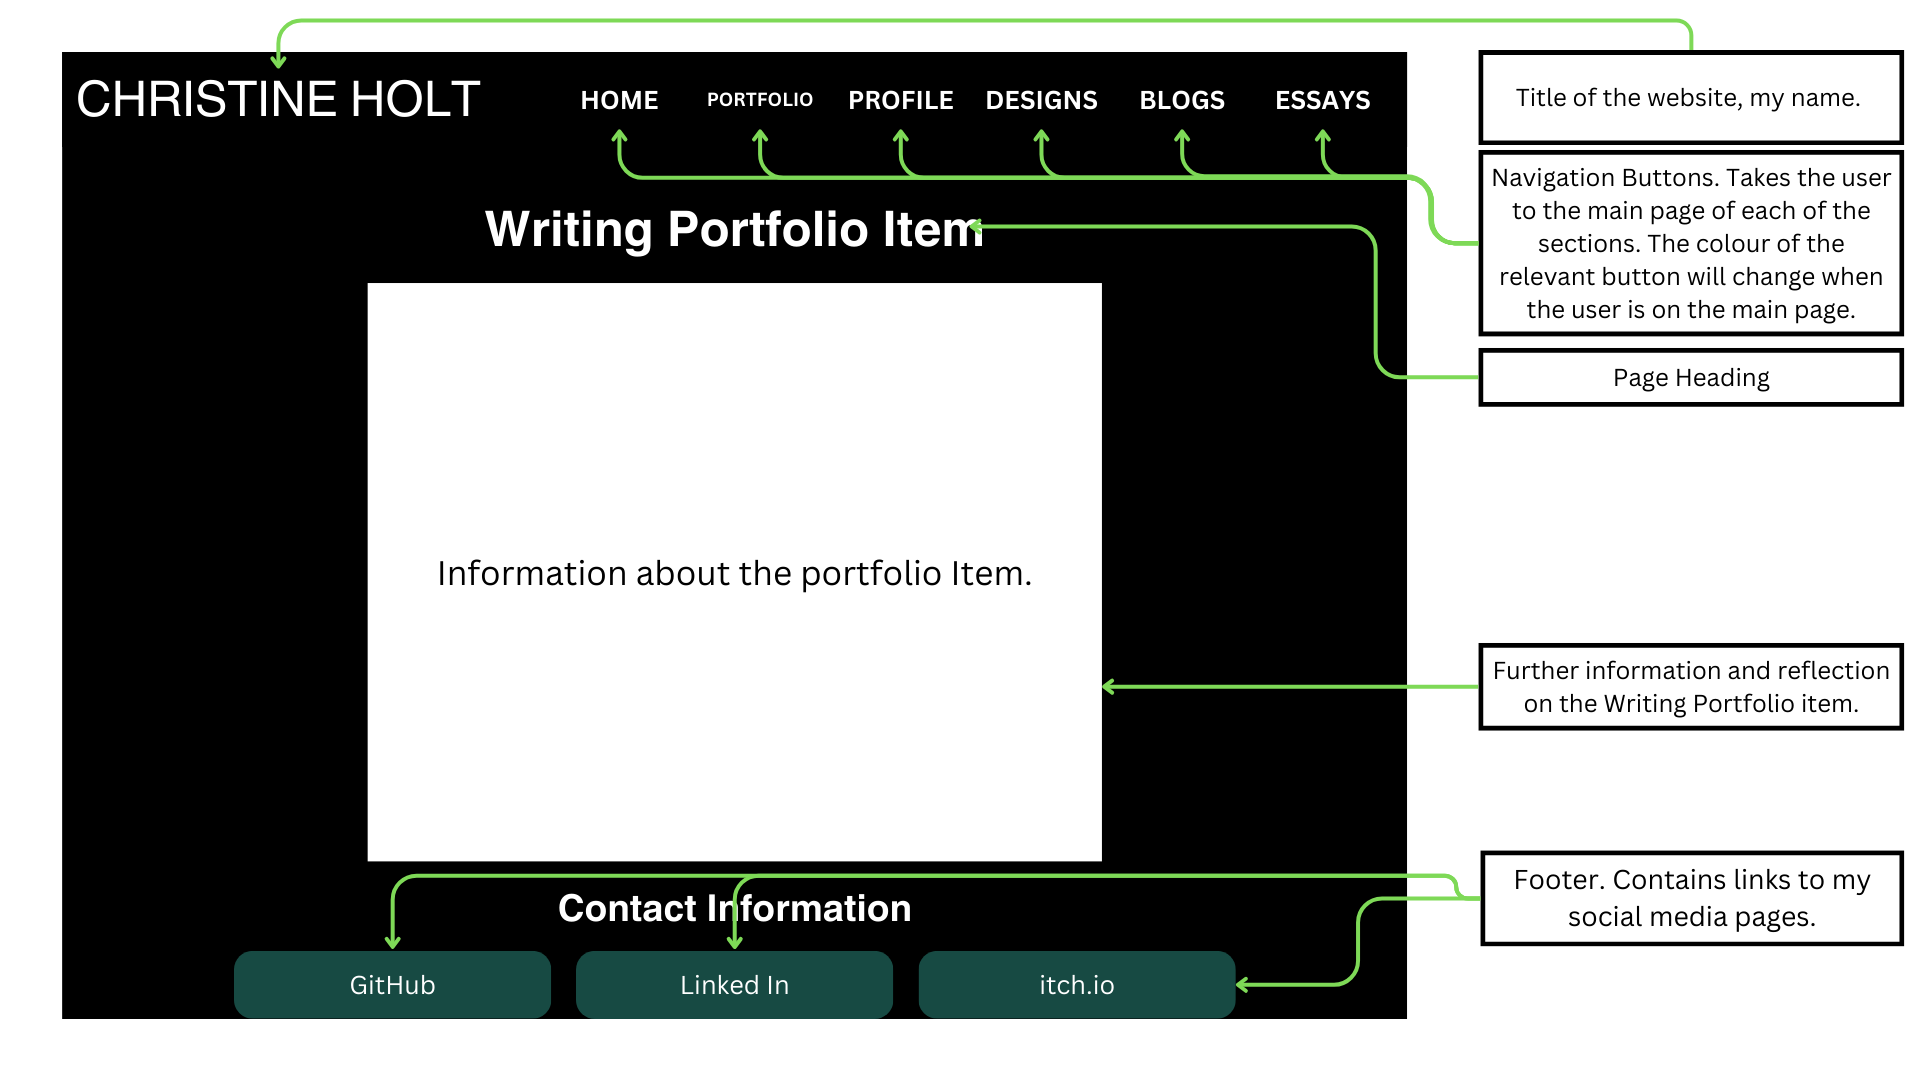 CHRISTINE HOLT
HOME PORTFOLIO PROFILE DESIGNS BLOGS ESSAYS
Title of the website, my name.
Navigation Buttons. Takes the user
to the main page of each of the
sections. The colour of the
relevant button will change when
the user is on the main page.
Writing Portfolio Item
Page Heading
Information about the portfolio Item.
Further information and reflection
on the Writing Portfolio item.
Contact Information
Footer. Contains links to my
social media pages.
GitHub
Linked In
itch.io